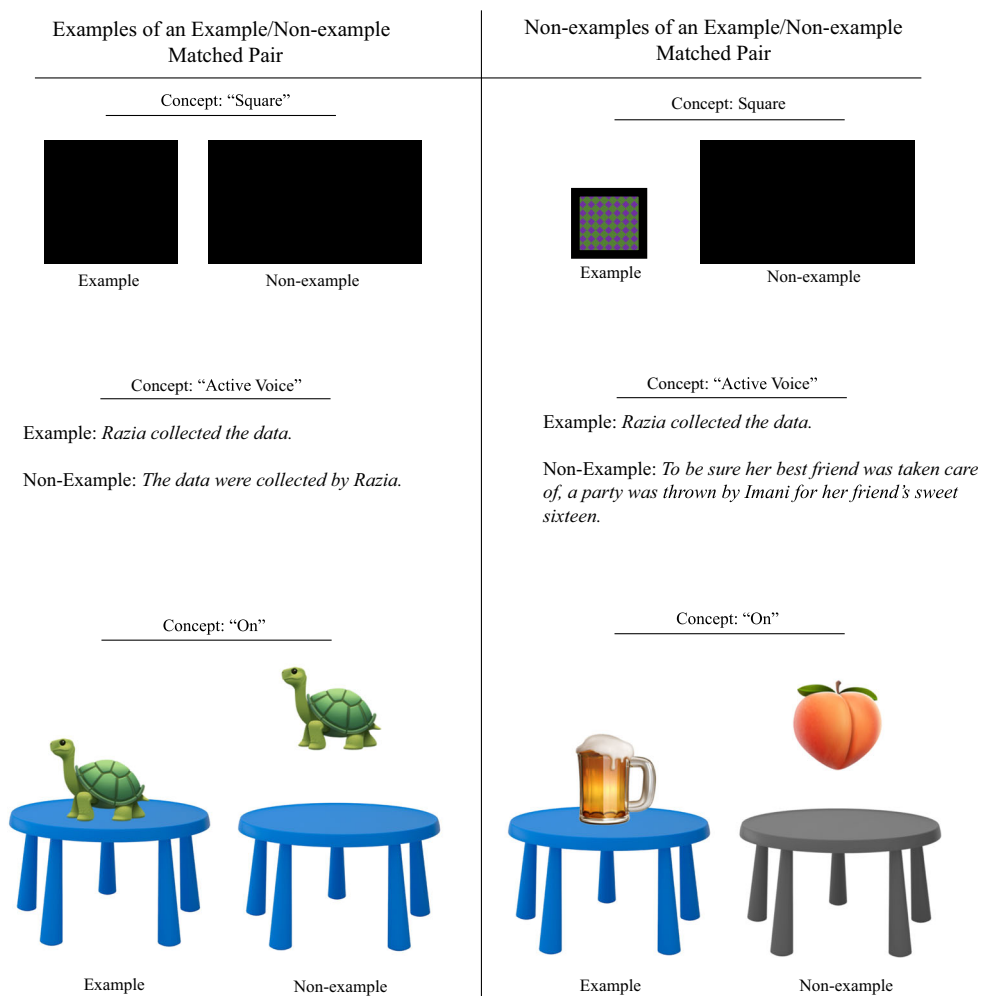 Examples of an Example/Non-example
Matched Pair
Concept: “Square”
Example
Non-example
Concept: “Active Voice”
Example: Razia collected the data.
Non-Example: The data were collected by Razia.
Concept: “On”
Example
Non-example
Non-examples of an Example/Non-example
Matched Pair
Concept: Square
Example
Non-example
Concept: “Active Voice”
Example: Razia collected the data.
Non-Example: To be sure her best friend was taken care
of, a party was thrown by Imani for her friend’s sweet
sixteen.
Concept: “On”
Example
Non-example